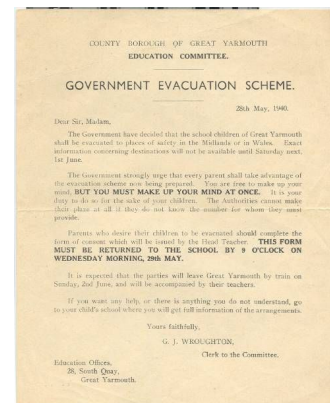 COUNTY BOROUGH OF GREAT YARMOUTH
EDUCATION COMMITTEE.
GOVERNMENT EVACUATION SCHEME.
28th May, 1940.
Dear Sir, Madam,
The Government have decided that the school children of Great Yarmouth
shall be evacuated to places of safety in the Midlands or in Wales. Exact
information concerning destinations will not be available until Saturday next,
1st June.
The Government strongly urge that every parent shall take advantage of
the evacuation scheme now being prepared. You are free to make up your
mind, BUT YOU MUST MAKE UP YOUR MIND AT ONCE. It is your
duty to do so for the sake of your children. The Authorities cannot make
their plans at all if they do not know the number for whom they must
provide.
Parents who desire their children to be evacuated should complete the
form of consent which will be issued by the Head Teacher. THIS FORM
MUST BE RETURNED TO THE SCHOOL BY 9 O'CLOCK ON
WEDNESDAY MORNING, 29th MAY.
It is expected that the parties will leave Great Yarmouth by train on
Sunday, 2nd June, and will be accompanied by their teachers.
If you want any help, or there is anything you do not understand, go
to your child's school where you will get full information of the arrangements.
Yours faithfully,
G. J. WROUGHTON,
Clerk to the Committee.
Education Offices,
28, South Quay,
Great Yarmouth.